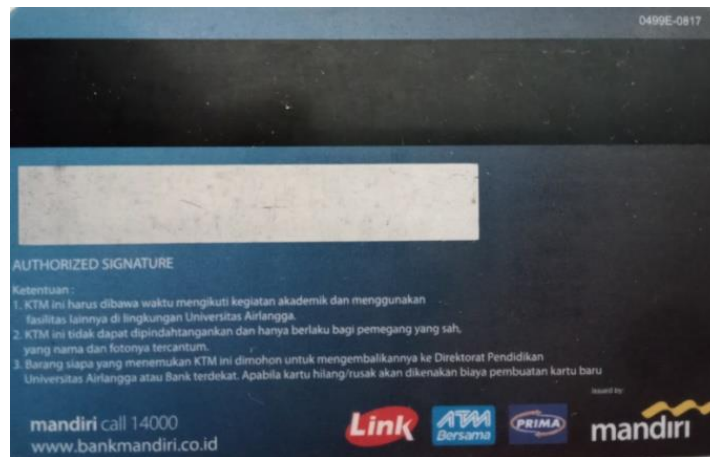 0499E-0817
AUTHORIZED SIGNATURE
Ketentuan :
1. KTM ini harus dibawa waktu mengikuti kegiatan akademik dan menggunakan
fasilitas lainnya di lingkungan Universitas Airlangga.
2. KTM ini tidak dapat dipindahtangankan dan hanya berlaku bagi pemegang yang sah,
yang nama dan fotonya tercantum.
3. Barang siapa yang menemukan KTM ini dimohon untuk mengembalikannya ke Direktorat Pendidikan
Universitas Airlangga atau Bank terdekat. Apabila kartu hilang/rusak akan dikenakan biaya pembuatan kartu baru
Issued by
mandiri call 14000
www.bankmandiri.co.id
Link
ATM
Bersama
PRIMA
mandiri